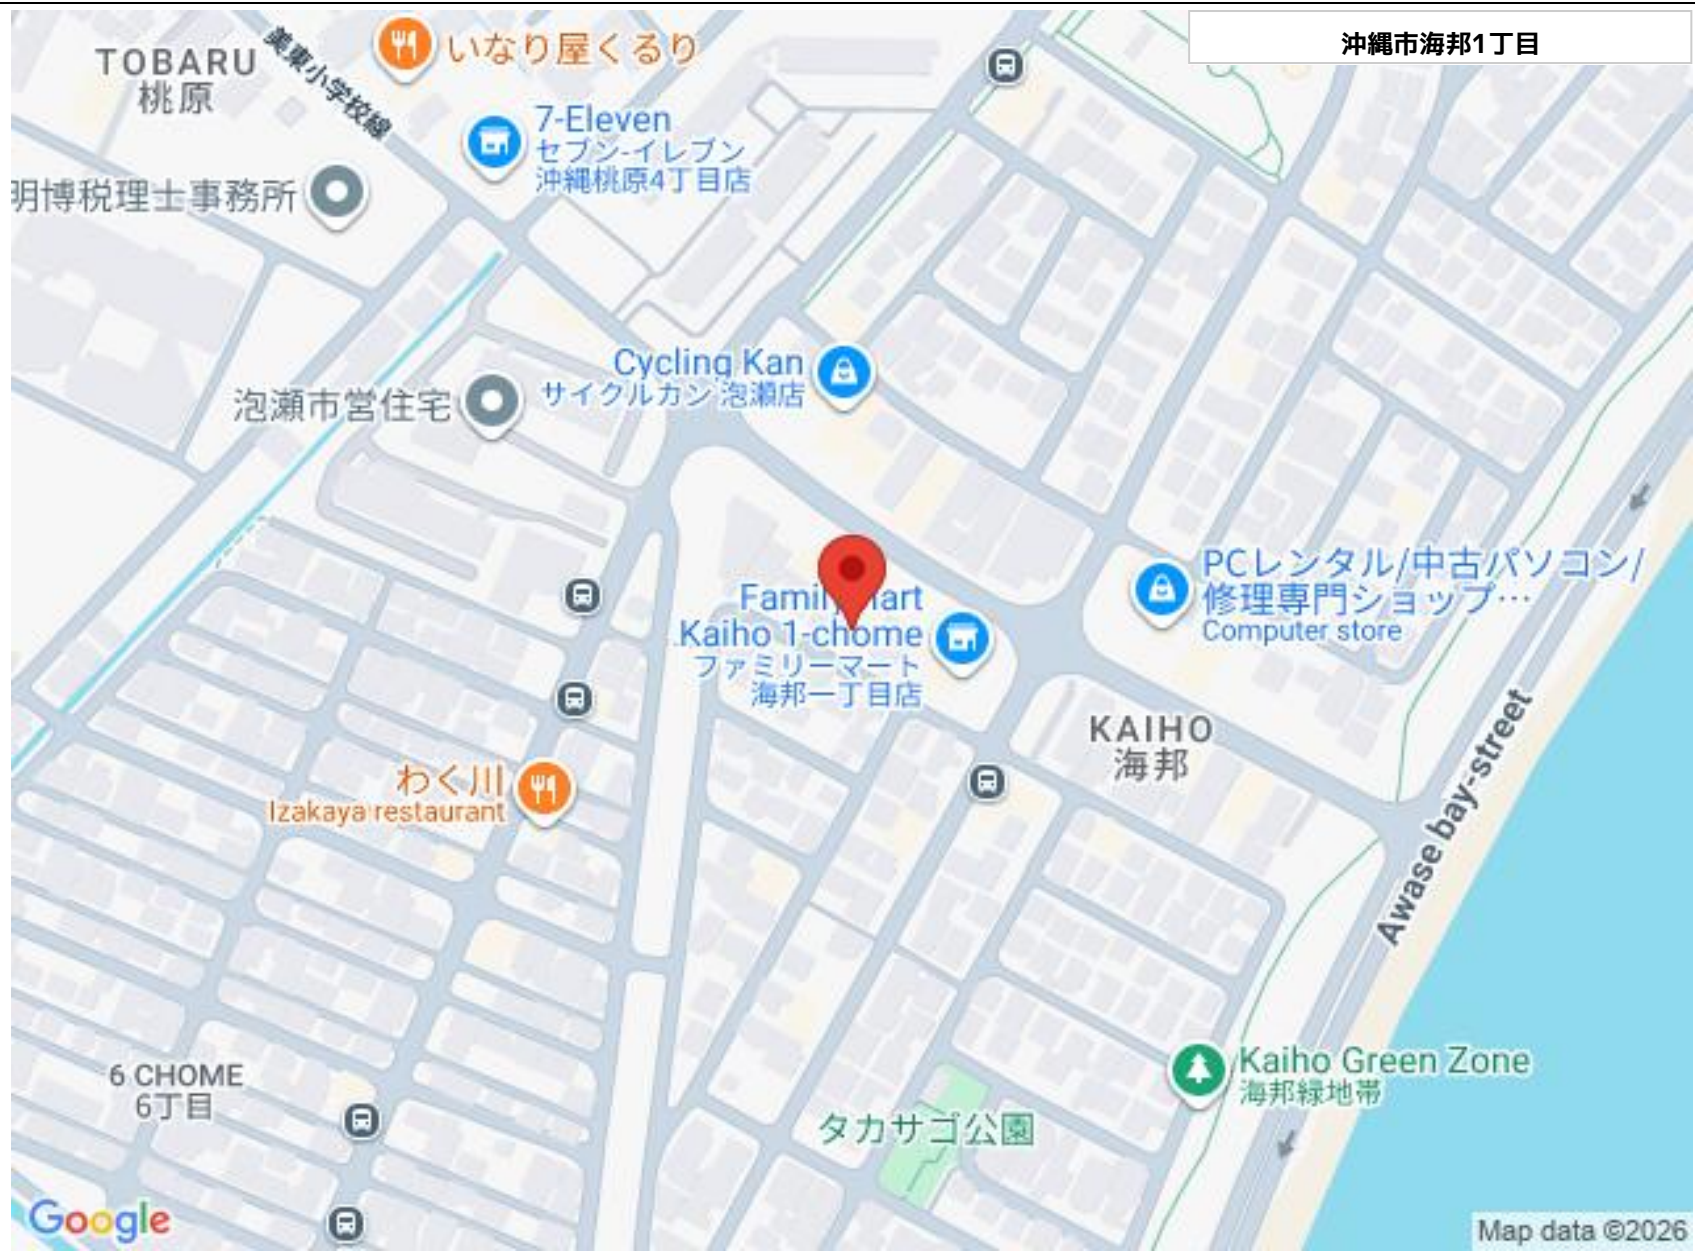 沖縄市海邦1丁目
TOBARU
桃原
美東小学校線
いなり屋くるり
7-Eleven
セブン-イレブン
沖縄桃原4丁目店
明博税理士事務所
Cycling Kan
サイクルカン 泡瀬店
泡瀬市営住宅
PCレンタル/中古パソコン/
修理専門ショップ…
Computer store
Kaiho 1-chome
ファミリーマート
海邦一丁目店
KAIHO
海邦
わく川
Izakaya restaurant
Awase bay-street
6 CHOME
6丁目
Kaiho Green Zone
海邦緑地帯
タカサゴ公園
Google
Map data ©2026